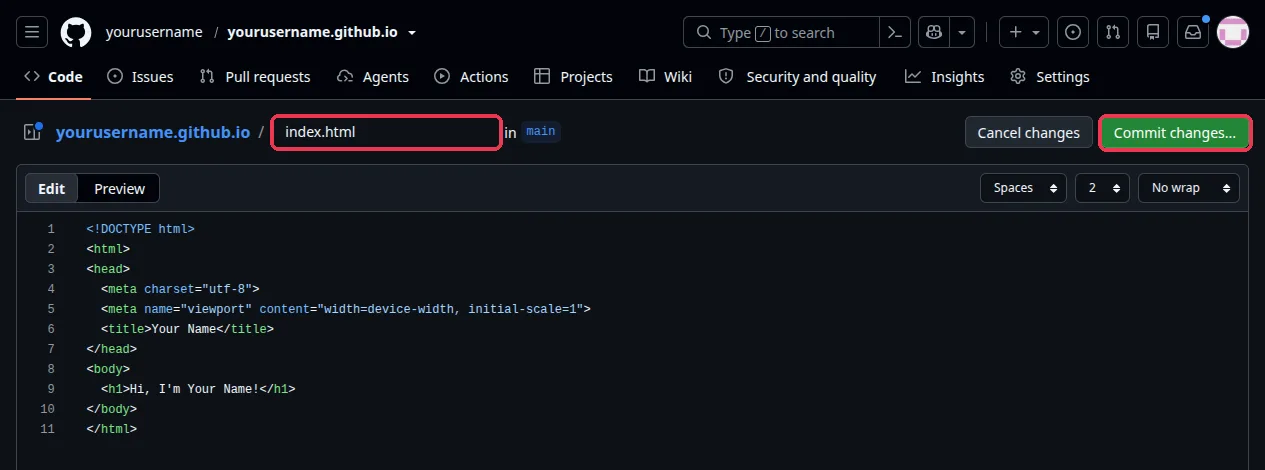 yourusername / yourusername.github.io Type / to search
Code Issues Pull requests Agents Actions Projects Wiki Security and quality Insights Settings
yourusername.github.io / index.html in main Cancel changes Commit changes...
Edit Preview Spaces 2 No wrap
1 <!DOCTYPE html>
2 <html>
3 <head>
4 <meta charset="utf-8">
5 <meta name="viewport" content="width=device-width, initial-scale=1">
6 <title>Your Name</title>
7 </head>
8 <body>
9 <h1>Hi, I'm Your Name!</h1>
10 </body>
11 </html>